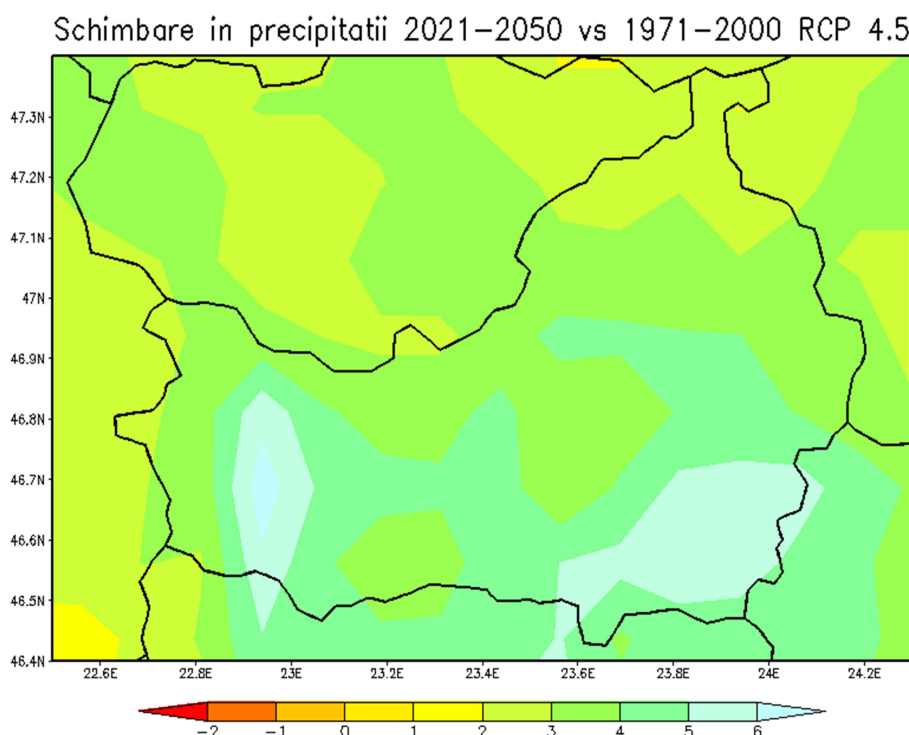 Schimbare in precipitatii 2021-2050 vs 1971-2000 RCP 4.5
47.3N
47.2N
47.1N
47N
46.9N
46.8N
46.7N
46.6N
46.5N
46.4N
22.6E 22.8E 23E 23.2E 23.4E 23.6E 23.8E 24E 24.2E
-2 -1 0 1 2 3 4 5 6